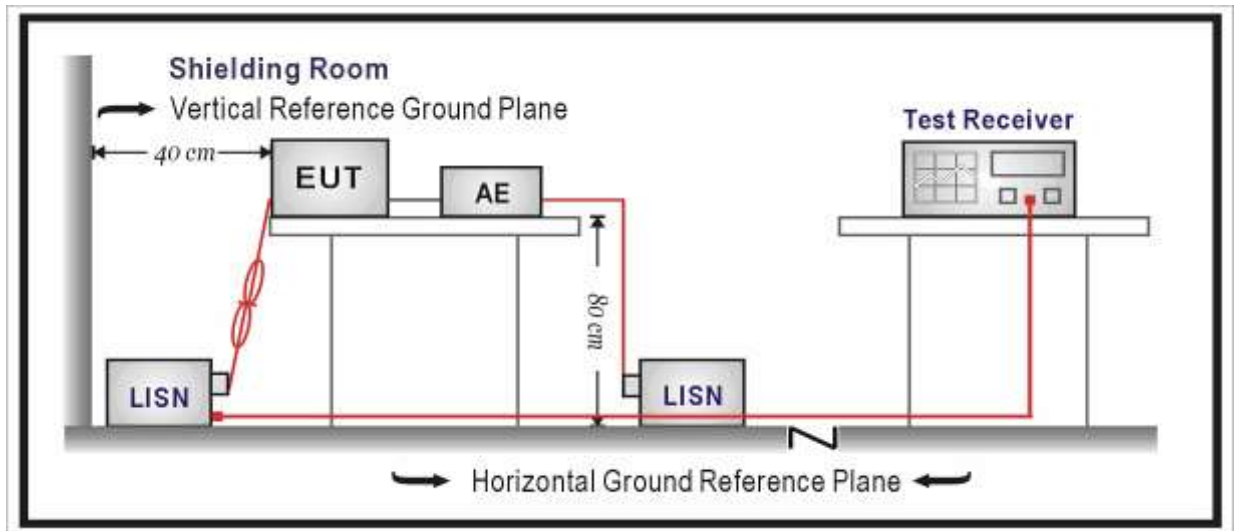 Shielding Room
Vertical Reference Ground Plane
40 cm
EUT
AE
Test Receiver
80 cm
LISN
LISN
Horizontal Ground Reference Plane